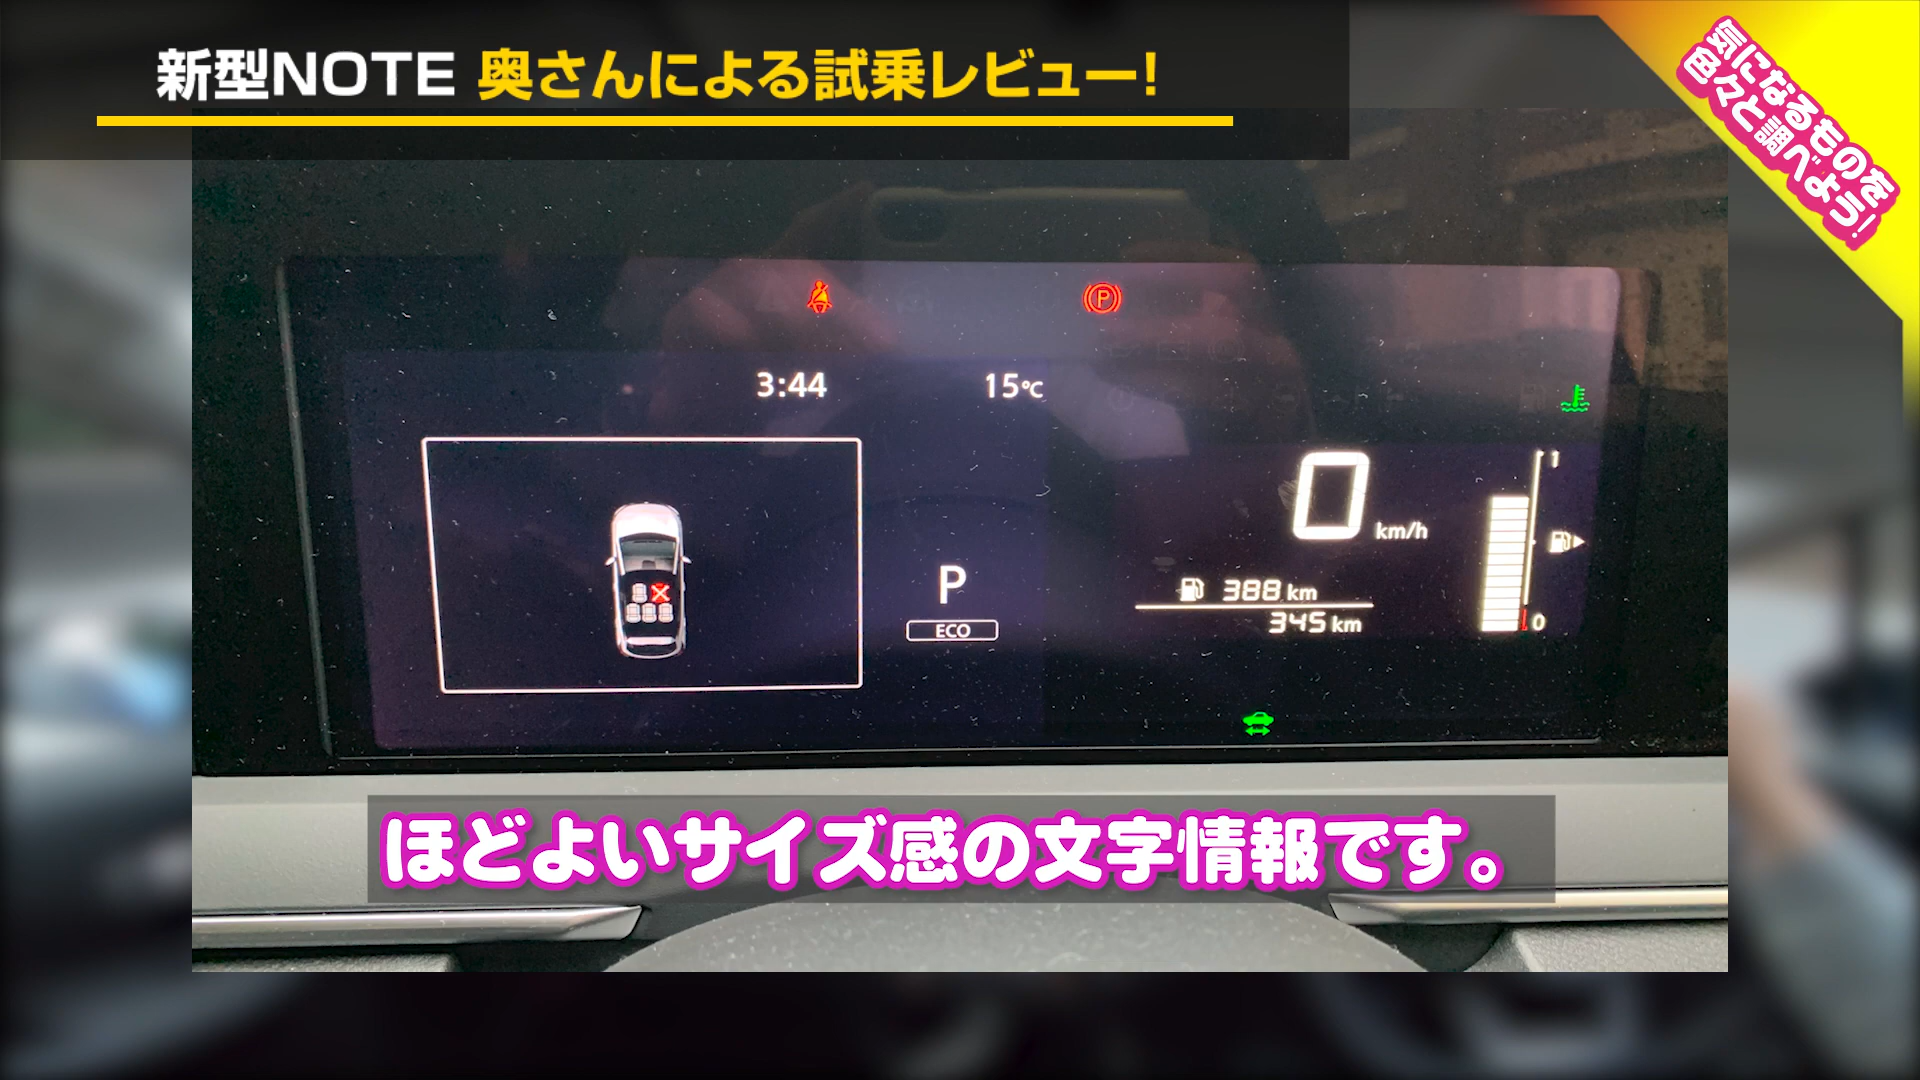 新型NOTE 奥さんによる試乗レビュー!
気になるものを
色々と調べよう!
3:44
15℃
0 km/h
1
P
ECO
388 km
345 km
0
ほどよいサイズ感の文字情報です。